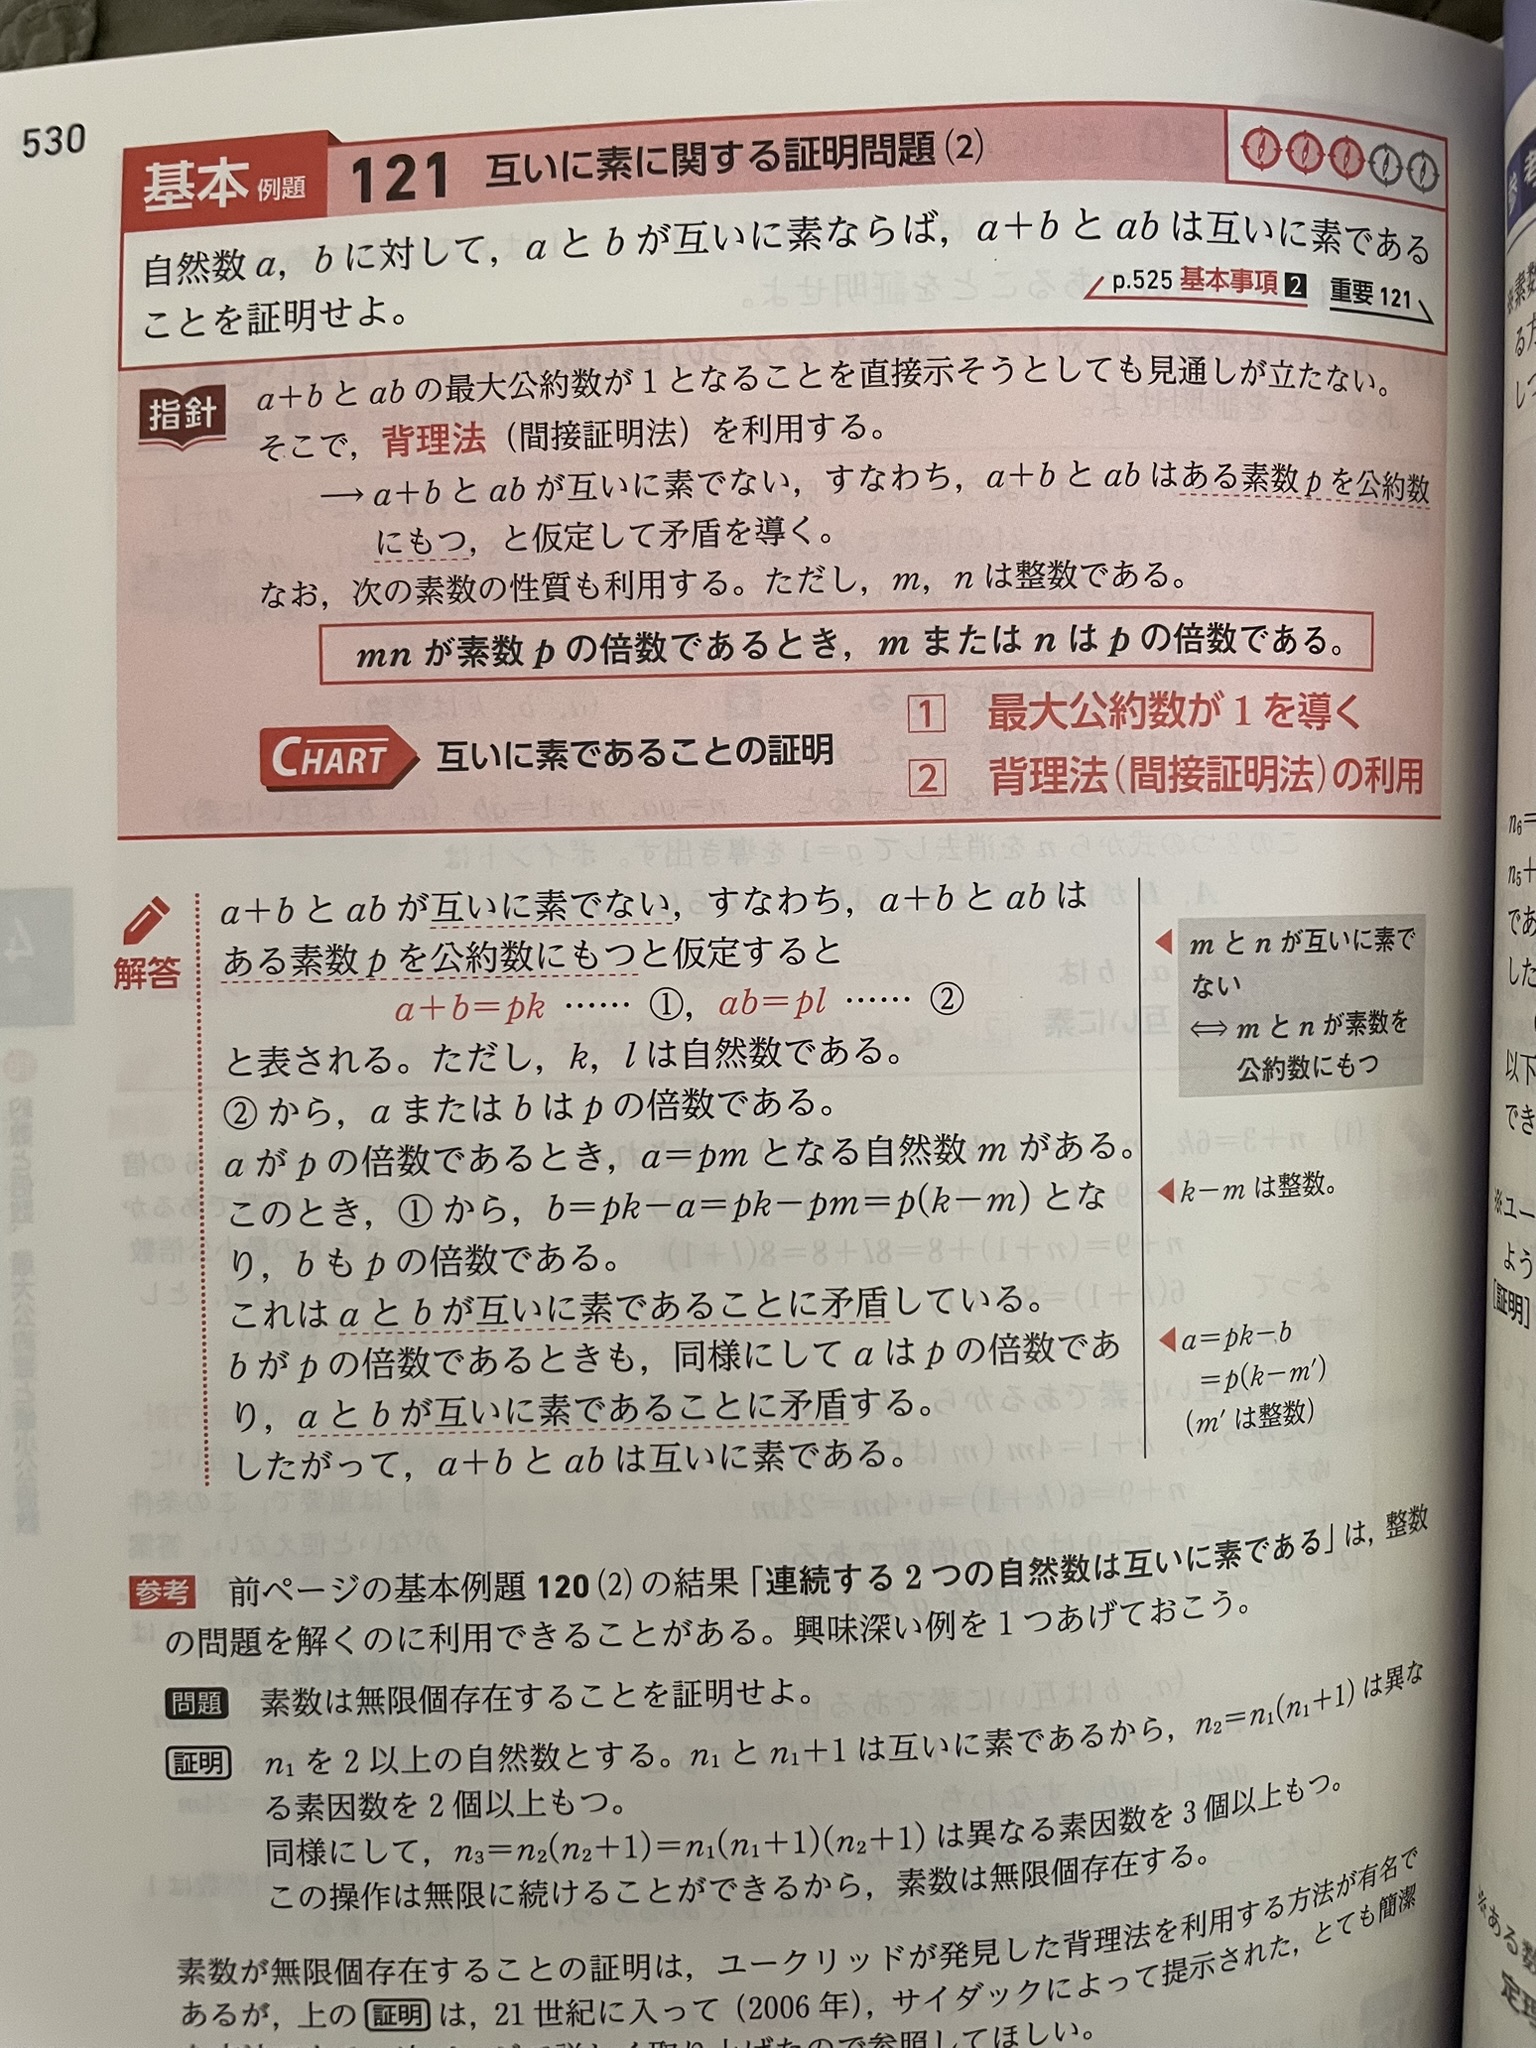 530
基本 例題 121 互いに素に関する証明問題(2)
自然数 a, b に対して, a と b が互いに素ならば, a+b と ab は互いに素である
ことを証明せよ。
p.525 基本事項 2 重要 121
指針
a+b と ab の最大公約数が 1 となることを直接示そうとしても見通しが立たない。
そこで, 背理法 (間接証明法) を利用する。
→ a+b と ab が互いに素でない, すなわち, a+b と ab はある素数 p を公約数
にもつ, と仮定して矛盾を導く。
なお, 次の素数の性質も利用する。ただし, m, n は整数である。
mn が素数 p の倍数であるとき, m または n は p の倍数である。
CHART 互いに素であることの証明
1 最大公約数が 1 を導く
2 背理法(間接証明法)の利用
解答
a+b と ab が互いに素でない, すなわち, a+b と ab は
ある素数 p を公約数にもつと仮定すると
a+b=pk …… ①, ab=pl …… ②
と表される。ただし, k, l は自然数である。
② から, a または b は p の倍数である。
a が p の倍数であるとき, a=pm となる自然数 m がある。
このとき, ① から, b=pk-a=pk-pm=p(k-m) とな
り, b も p の倍数である。
これは a と b が互いに素であることに矛盾している。
b が p の倍数であるときも, 同様にして a は p の倍数であ
り, a と b が互いに素であることに矛盾する。
したがって, a+b と ab は互いに素である。
◀ m と n が互いに素で
ない
⟺ m と n が素数を
公約数にもつ
◀ k-m は整数。
◀ a=pk-b
=p(k-m′)
(m′ は整数)
参考 前ページの基本例題 120(2) の結果「連続する 2 つの自然数は互いに素である」は, 整数
の問題を解くのに利用できることがある。興味深い例を 1 つあげておこう。
問題 素数は無限個存在することを証明せよ。
証明 n₁ を 2 以上の自然数とする。n₁ と n₁+1 は互いに素であるから, n₂=n₁(n₁+1) は異な
る素因数を 2 個以上もつ。
同様にして, n₃=n₂(n₂+1)=n₁(n₁+1)(n₂+1) は異なる素因数を 3 個以上もつ。
この操作は無限に続けることができるから, 素数は無限個存在する。
素数が無限個存在することの証明は, ユークリッドが発見した背理法を利用する方法が有名で
あるが, 上の 証明 は, 21 世紀に入って (2006 年), サイダックによって提示された, とても簡潔
参照してほしい。